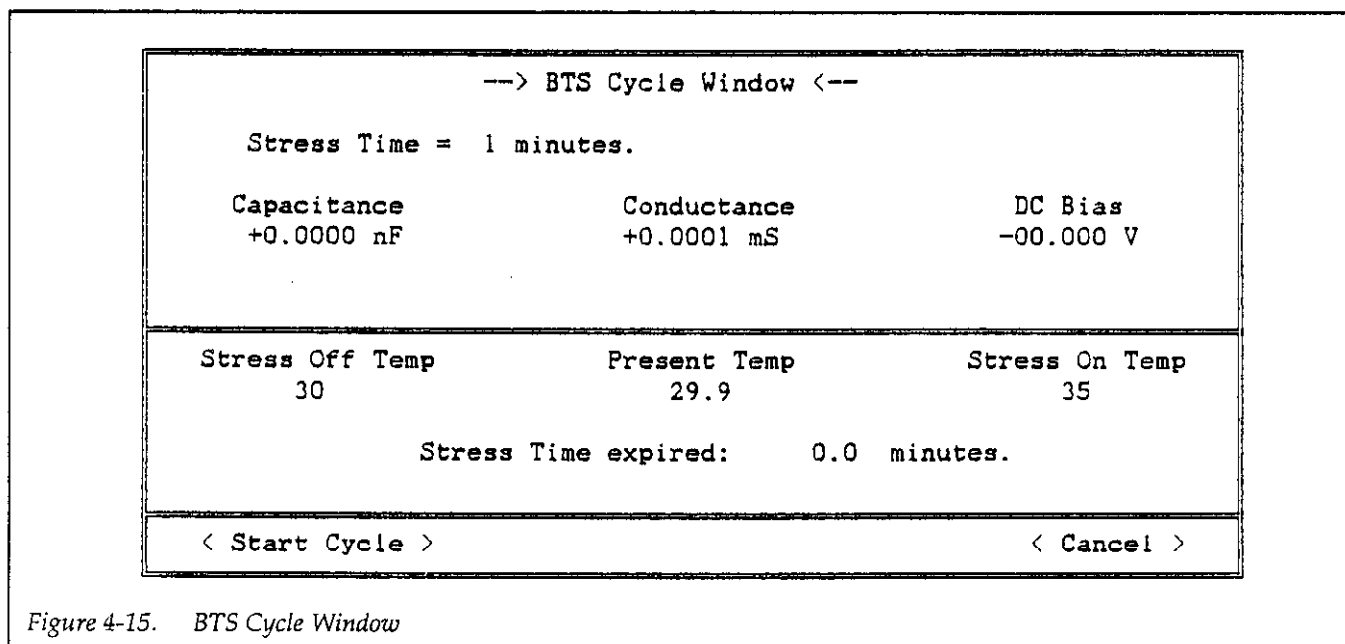 --> BTS Cycle Window <--
Stress Time = 1 minutes.
Capacitance Conductance DC Bias
+0.0000 nF +0.0001 mS -00.000 V
Stress Off Temp Present Temp Stress On Temp
30 29.9 35
Stress Time expired: 0.0 minutes.
< Start Cycle > < Cancel >
Figure 4-15. BTS Cycle Window